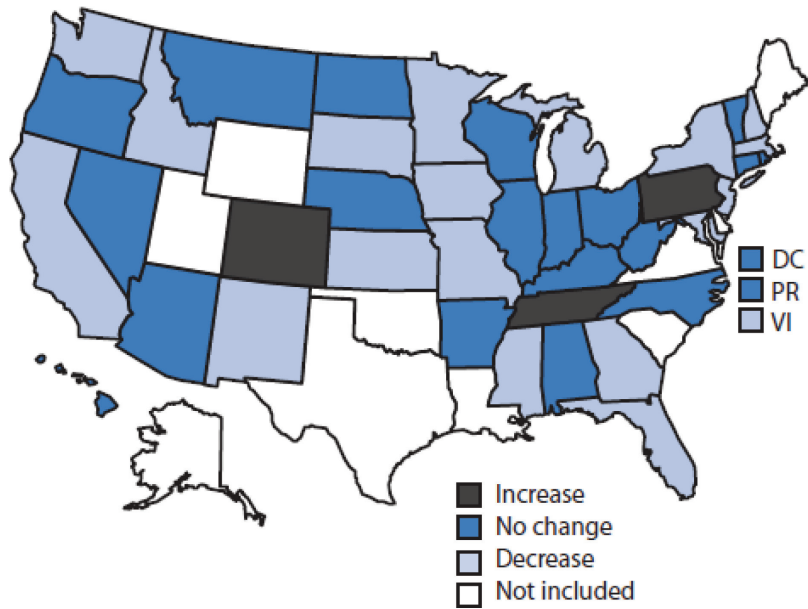 DC
PR
VI
Increase
No change
Decrease
Not included